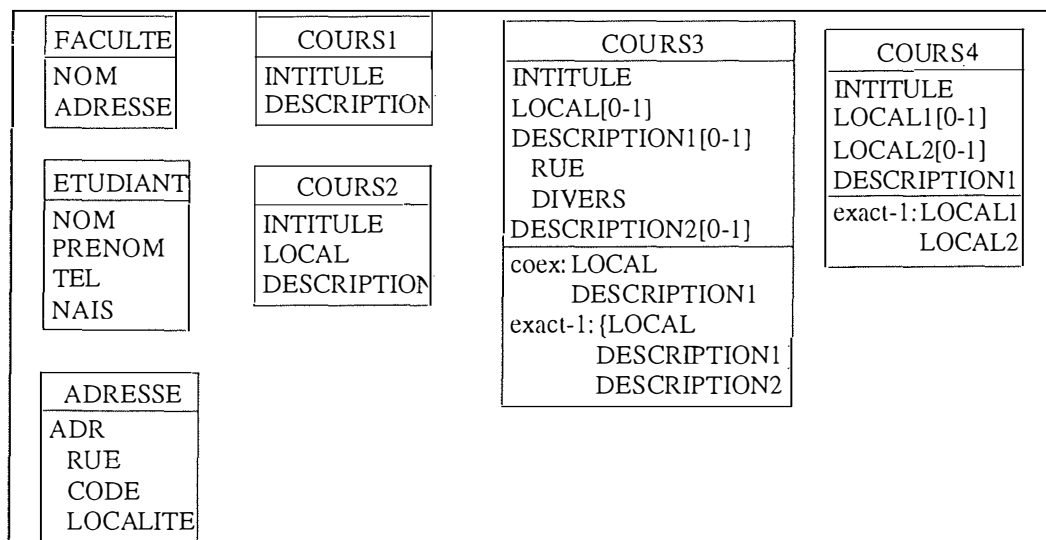 FACULTE
NOM
ADRESSE
ETUDIANT
NOM
PRENOM
TEL
NAIS
ADRESSE
ADR
RUE
CODE
LOCALITE
COURS1
INTITULE
DESCRIPTION
COURS2
INTITULE
LOCAL
DESCRIPTION
COURS3
INTITULE
LOCAL[0-1]
DESCRIPTION1[0-1]
RUE
DIVERS
DESCRIPTION2[0-1]
coex: LOCAL
DESCRIPTION1
exact-1: {LOCAL
DESCRIPTION1
DESCRIPTION2
COURS4
INTITULE
LOCAL1[0-1]
LOCAL2[0-1]
DESCRIPTION1
exact-1: LOCAL1
LOCAL2